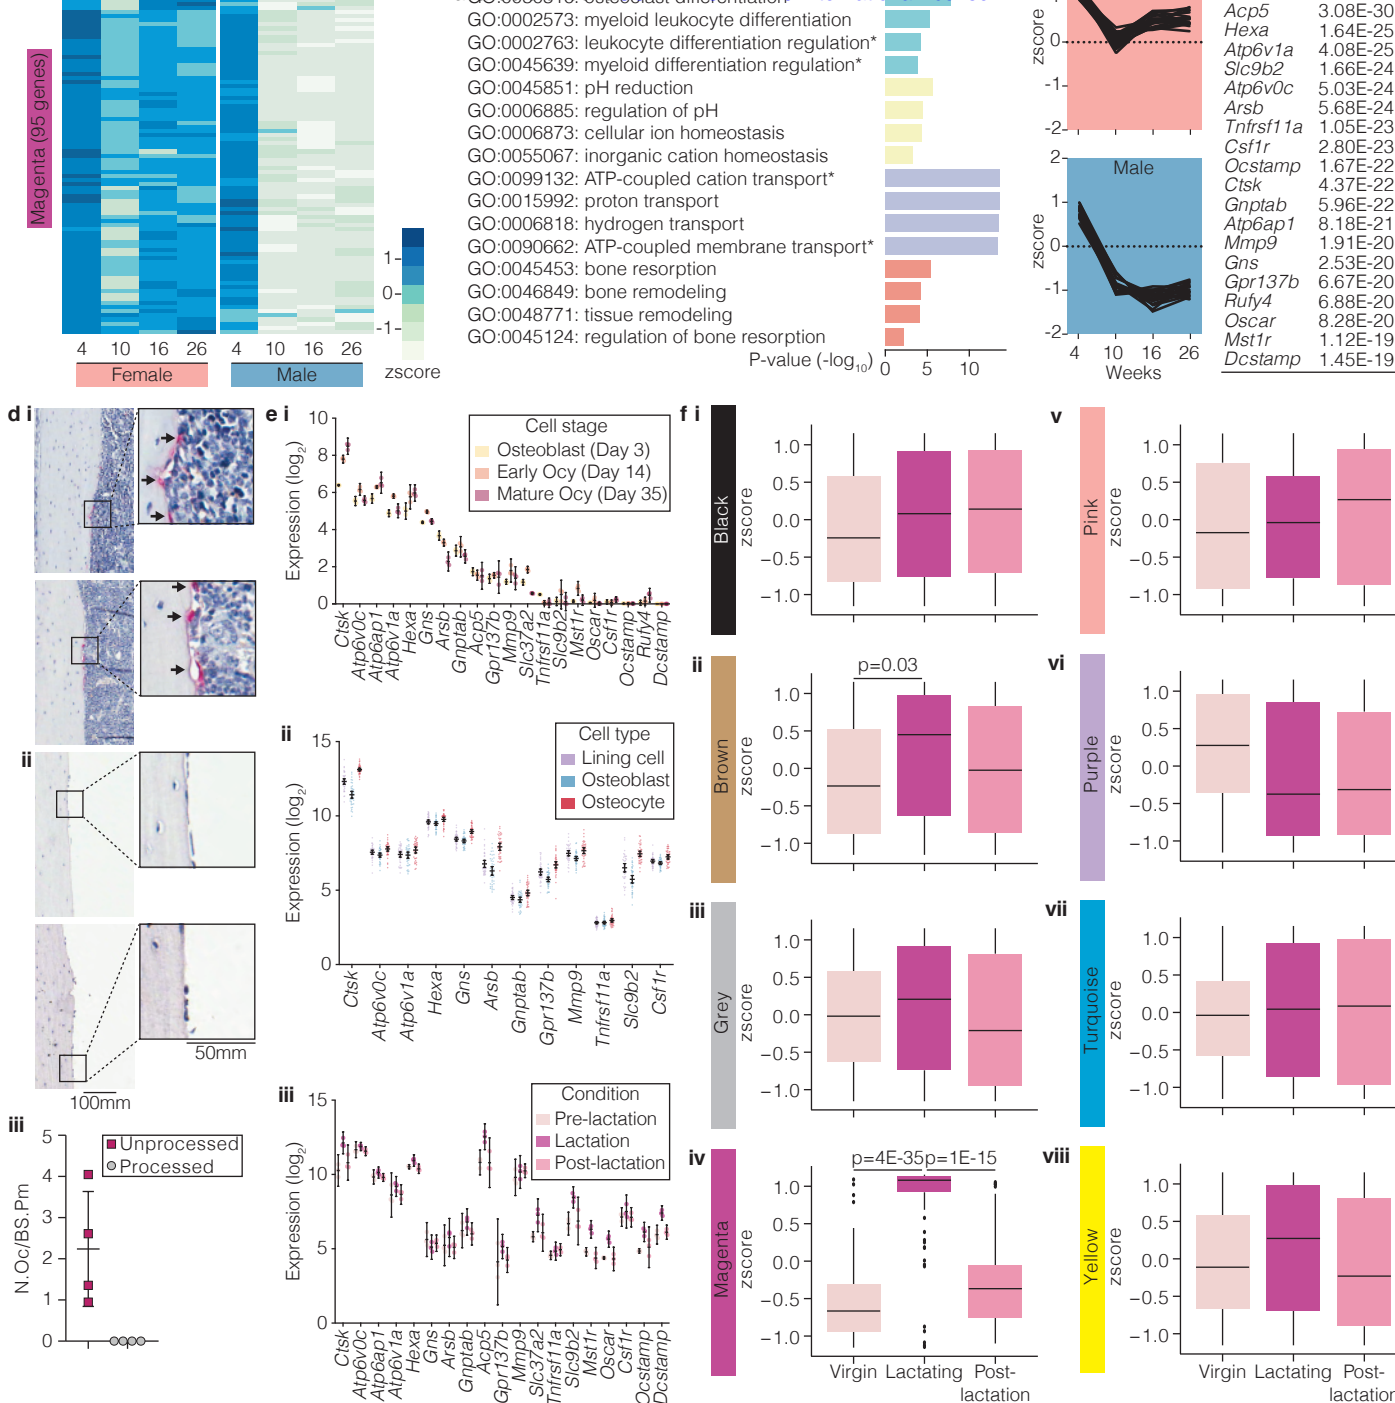 GO:0002573: myeloid leukocyte differentiation
GO:0002763: leukocyte differentiation regulation*
GO:0045639: myeloid differentiation regulation*
GO:0045851: pH reduction
GO:0006885: regulation of pH
GO:0006873: cellular ion homeostasis
GO:0055067: inorganic cation homeostasis
GO:0099132: ATP-coupled cation transport*
GO:0015992: proton transport
GO:0006818: hydrogen transport
GO:0090662: ATP-coupled membrane transport*
GO:0045453: bone resorption
GO:0046849: bone remodeling
GO:0048771: tissue remodeling
GO:0045124: regulation of bone resorption
P-value (-log10)
0 5 10
Magenta (95 genes)
4 10 16 26
Female
4 10 16 26
Male
1
0
-1
zscore
zscore
0
-1
-2
Male
zscore
2
1
0
-1
-2
4 10 16 26
Weeks
Acp5 3.08E-30
Hexa 1.64E-25
Atp6v1a 4.08E-25
Slc9b2 1.66E-24
Atp6v0c 5.03E-24
Arsb 5.68E-24
Tnfrsf11a 1.05E-23
Csf1r 2.80E-23
Ocstamp 1.67E-22
Ctsk 4.37E-22
Gnptab 5.96E-22
Atp6ap1 8.18E-21
Mmp9 1.91E-20
Gns 2.53E-20
Gpr137b 6.67E-20
Rufy4 6.88E-20
Oscar 8.28E-20
Mst1r 1.12E-19
Dcstamp 1.45E-19
d i
ii
50mm
100mm
iii
N.Oc/BS.Pm
5
4
3
2
1
0
Unprocessed
Processed
e i
Expression (log2)
10
8
6
4
2
0
Cell stage
Osteoblast (Day 3)
Early Ocy (Day 14)
Mature Ocy (Day 35)
Ctsk
Atp6v0c
Atp6ap1
Atp6v1a
Hexa
Gns
Arsb
Gnptab
Acp5
Gpr137b
Mmp9
Slc37a2
Tnfrsf11a
Slc9b2
Mst1r
Oscar
Csf1r
Ocstamp
Rufy4
Dcstamp
ii
Expression (log2)
15
10
5
0
Cell type
Lining cell
Osteoblast
Osteocyte
Ctsk
Atp6v0c
Atp6v1a
Hexa
Gns
Arsb
Gnptab
Gpr137b
Mmp9
Tnfrsf11a
Slc9b2
Csf1r
iii
Expression (log2)
15
10
5
0
Condition
Pre-lactation
Lactation
Post-lactation
Ctsk
Atp6v0c
Atp6ap1
Atp6v1a
Hexa
Gns
Arsb
Gnptab
Acp5
Gpr137b
Mmp9
Slc37a2
Tnfrsf11a
Slc9b2
Mst1r
Oscar
Csf1r
Ocstamp
Dcstamp
f i
Black
zscore
1.0
0.5
0.0
−0.5
−1.0
ii
Brown
zscore
1.0
0.5
0.0
−0.5
−1.0
p=0.03
iii
Grey
zscore
1.0
0.5
0.0
−0.5
−1.0
iv
Magenta
zscore
1.0
0.5
0.0
−0.5
−1.0
p=4E-35 p=1E-15
Virgin Lactating Post-
lactation
v
Pink
zscore
1.0
0.5
0.0
−0.5
−1.0
vi
Purple
zscore
1.0
0.5
0.0
−0.5
−1.0
vii
Turquoise
zscore
1.0
0.5
0.0
−0.5
−1.0
viii
Yellow
zscore
1.0
0.5
0.0
−0.5
−1.0
Virgin Lactating Post-
lactation